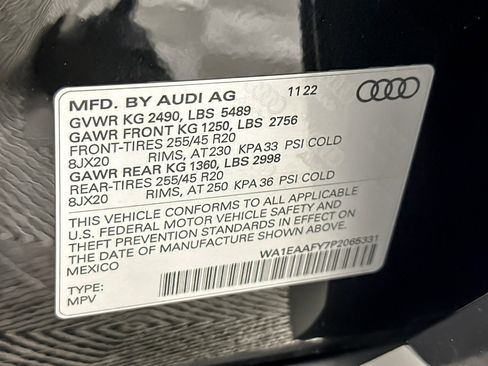 MFD. BY AUDI AG 11 22
GVWR KG 2490, LBS 5489
GAWR FRONT KG 1250, LBS 2756
FRONT-TIRES 255/45 R20
8JX20 RIMS, AT230 KPA33 PSI COLD
GAWR REAR KG 1360, LBS 2998
REAR-TIRES 255/45 R20
8JX20 RIMS, AT 250 KPA36 PSI COLD
THIS VEHICLE CONFORMS TO ALL APPLICABLE
U.S. FEDERAL MOTOR VEHICLE SAFETY AND
THEFT PREVENTION STANDARDS IN EFFECT ON
THE DATE OF MANUFACTURE SHOWN ABOVE.
MEXICO
WA1EAAFY7P2065331
TYPE:
MPV